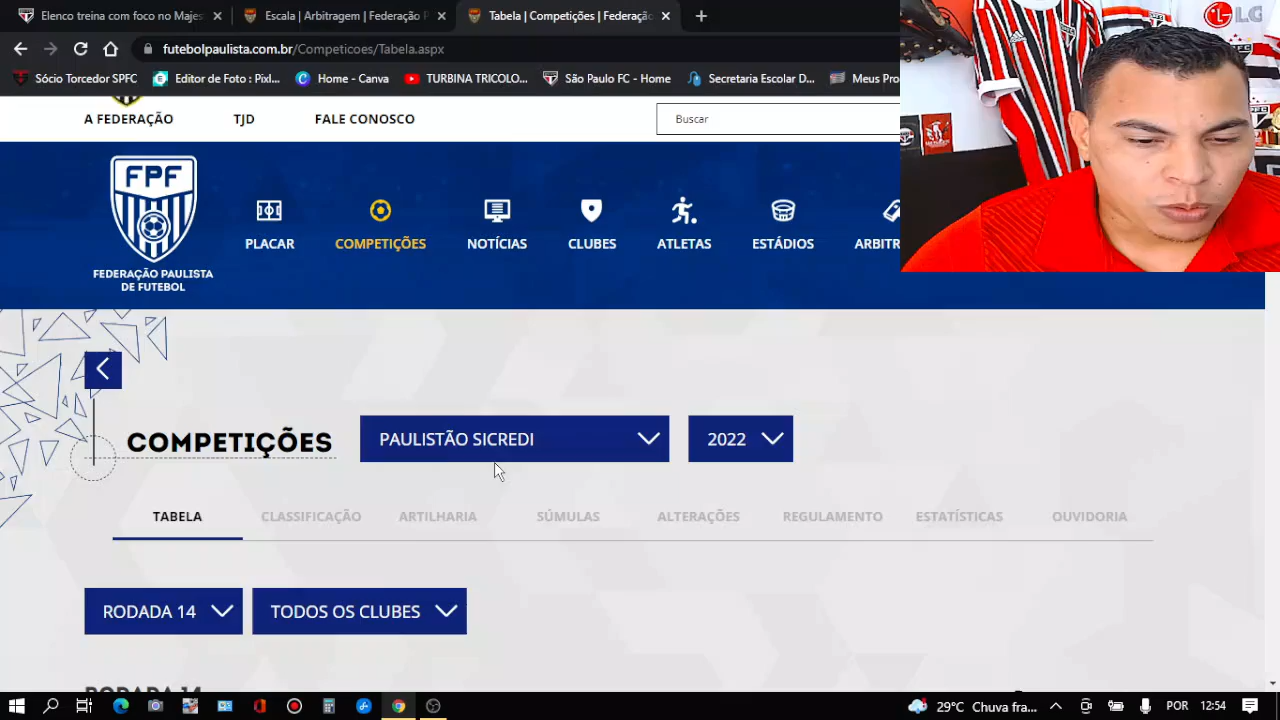 Elenco treina com foco no Majes
Escala | Arbitragem | Federação P
Tabela | Competições | Federação
futebolpaulista.com.br/Competicoes/Tabela.aspx
Sócio Torcedor SPFC
Editor de Foto : Pixl...
Home - Canva
TURBINA TRICOLO...
São Paulo FC - Home
Secretaria Escolar D...
Meus Pro
LG
A FEDERAÇÃO
TJD
FALE CONOSCO
Buscar
FPF
FEDERAÇÃO PAULISTA
DE FUTEBOL
PLACAR
COMPETIÇÕES
NOTÍCIAS
CLUBES
ATLETAS
ESTÁDIOS
ARBITR
COMPETIÇÕES
PAULISTÃO SICREDI
2022
TABELA
CLASSIFICAÇÃO
ARTILHARIA
SÚMULAS
ALTERAÇÕES
REGULAMENTO
ESTATÍSTICAS
OUVIDORIA
RODADA 14
TODOS OS CLUBES
RODADA 14
29°C Chuva fra...
POR
12:54